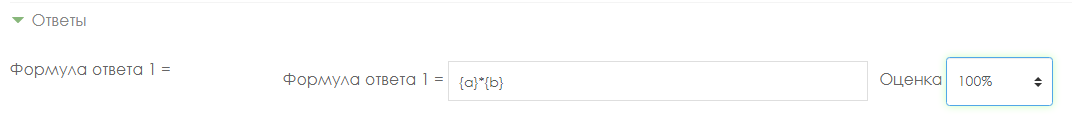 Ответы
Формула ответа 1 =
Формула ответа 1 = {a}*{b} Оценка 100%